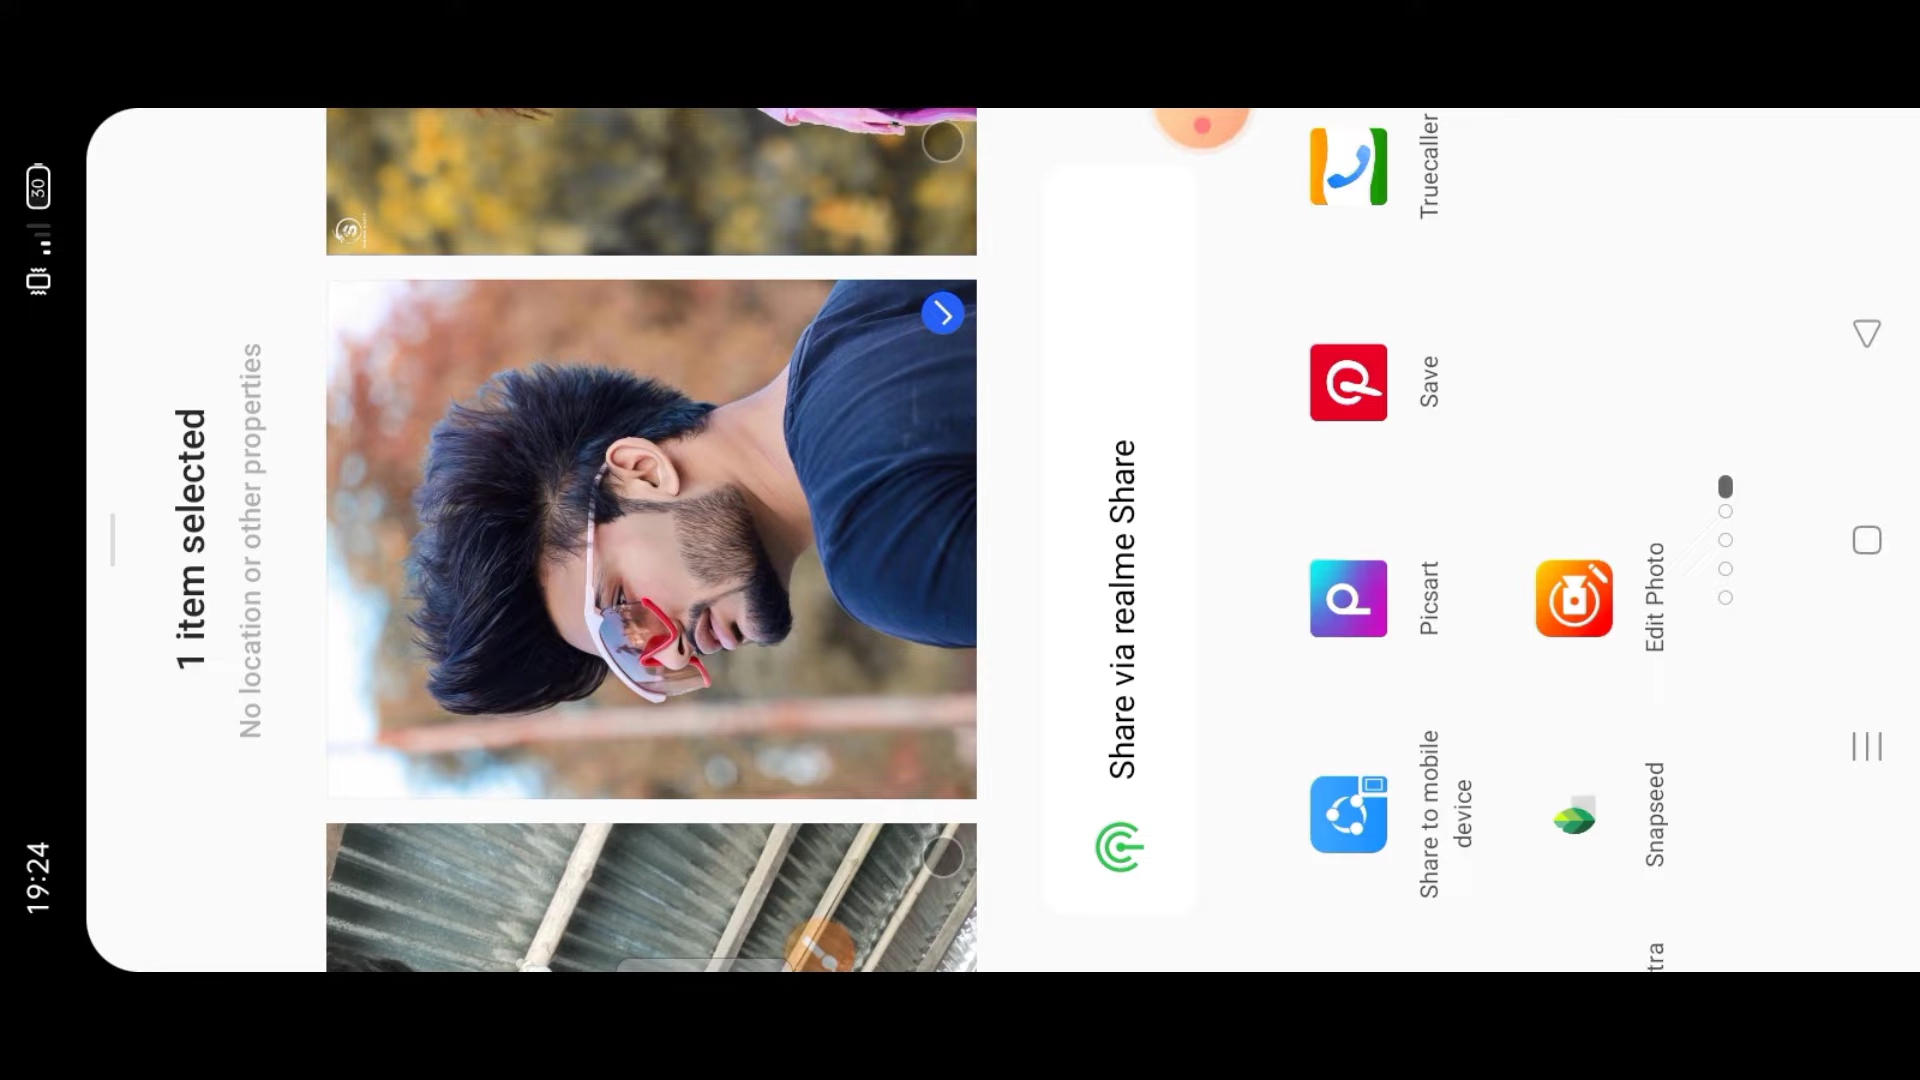 19:24
30
1 item selected
No location or other properties
Share via realme Share
Share to mobile
device
Picsart
Save
Truecaller
tra
Snapseed
Edit Photo